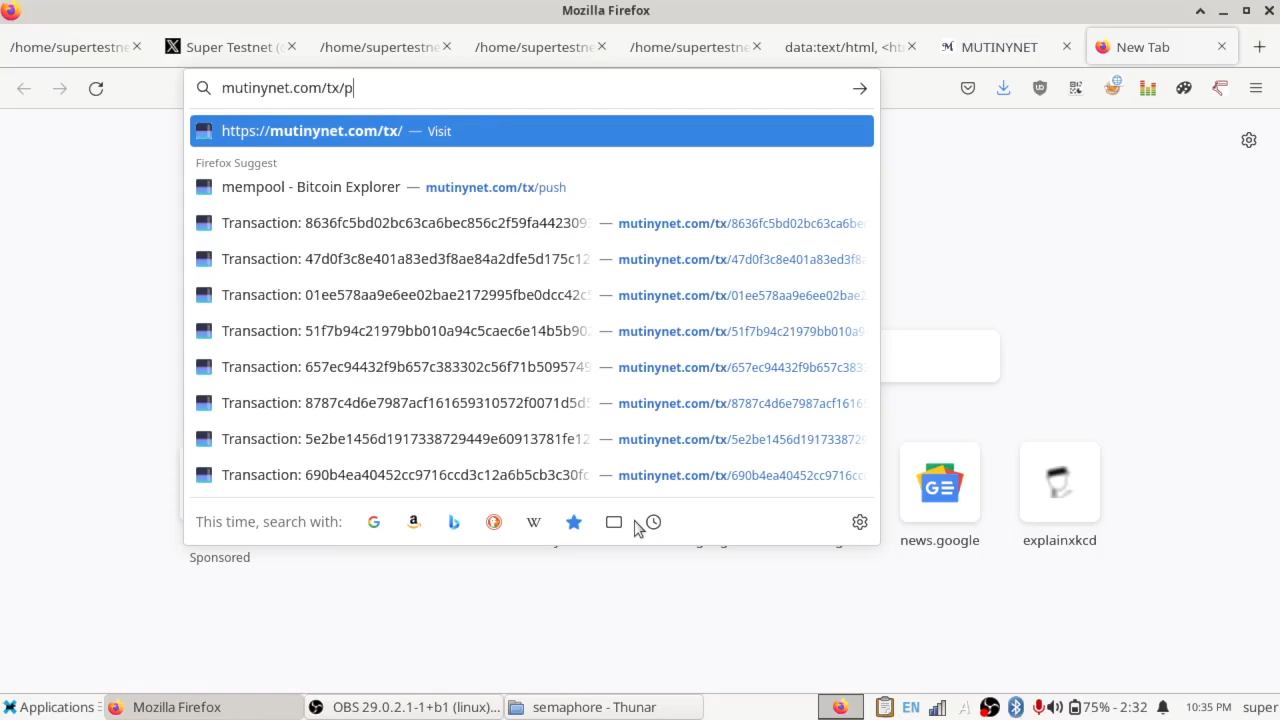 Mozilla Firefox
/home/supertestne
Super Testnet (
/home/supertestne
/home/supertestne
/home/supertestne
data:text/html, <ht
MUTINYNET
New Tab
mutinynet.com/tx/p
https://mutinynet.com/tx/ — Visit
Firefox Suggest
mempool - Bitcoin Explorer — mutinynet.com/tx/push
Transaction: 8636fc5bd02bc63ca6bec856c2f59fa442309 — mutinynet.com/tx/8636fc5bd02bc63ca6be
Transaction: 47d0f3c8e401a83ed3f8ae84a2dfe5d175c12 — mutinynet.com/tx/47d0f3c8e401a83ed3f8
Transaction: 01ee578aa9e6ee02bae2172995fbe0dcc42c — mutinynet.com/tx/01ee578aa9e6ee02bae2
Transaction: 51f7b94c21979bb010a94c5caec6e14b5b90 — mutinynet.com/tx/51f7b94c21979bb010a9
Transaction: 657ec94432f9b657c383302c56f71b5095749 — mutinynet.com/tx/657ec94432f9b657c383
Transaction: 8787c4d6e7987acf161659310572f0071d5d — mutinynet.com/tx/8787c4d6e7987acf1616
Transaction: 5e2be1456d1917338729449e60913781fe12 — mutinynet.com/tx/5e2be1456d1917338729
Transaction: 690b4ea40452cc9716ccd3c12a6b5cb3c30f — mutinynet.com/tx/690b4ea40452cc9716cc
This time, search with:
news.google
explainxkcd
Sponsored
Applications
Mozilla Firefox
OBS 29.0.2.1-1+b1 (linux)...
semaphore - Thunar
EN
75% - 2:32
10:35 PM
super